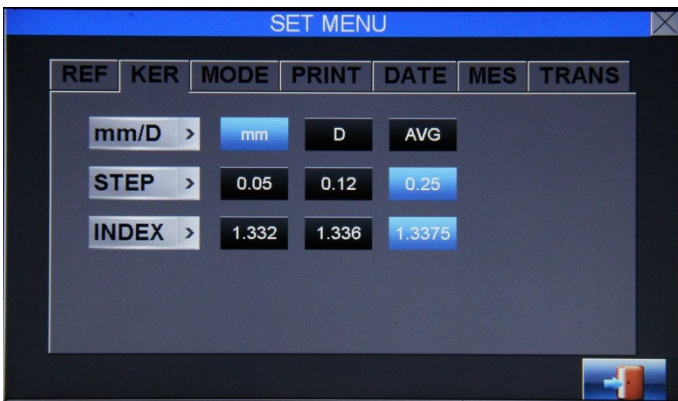 SET MENU
REF KER MODE PRINT DATE MES TRANS
mm/D > mm D AVG
STEP > 0.05 0.12 0.25
INDEX > 1.332 1.336 1.3375